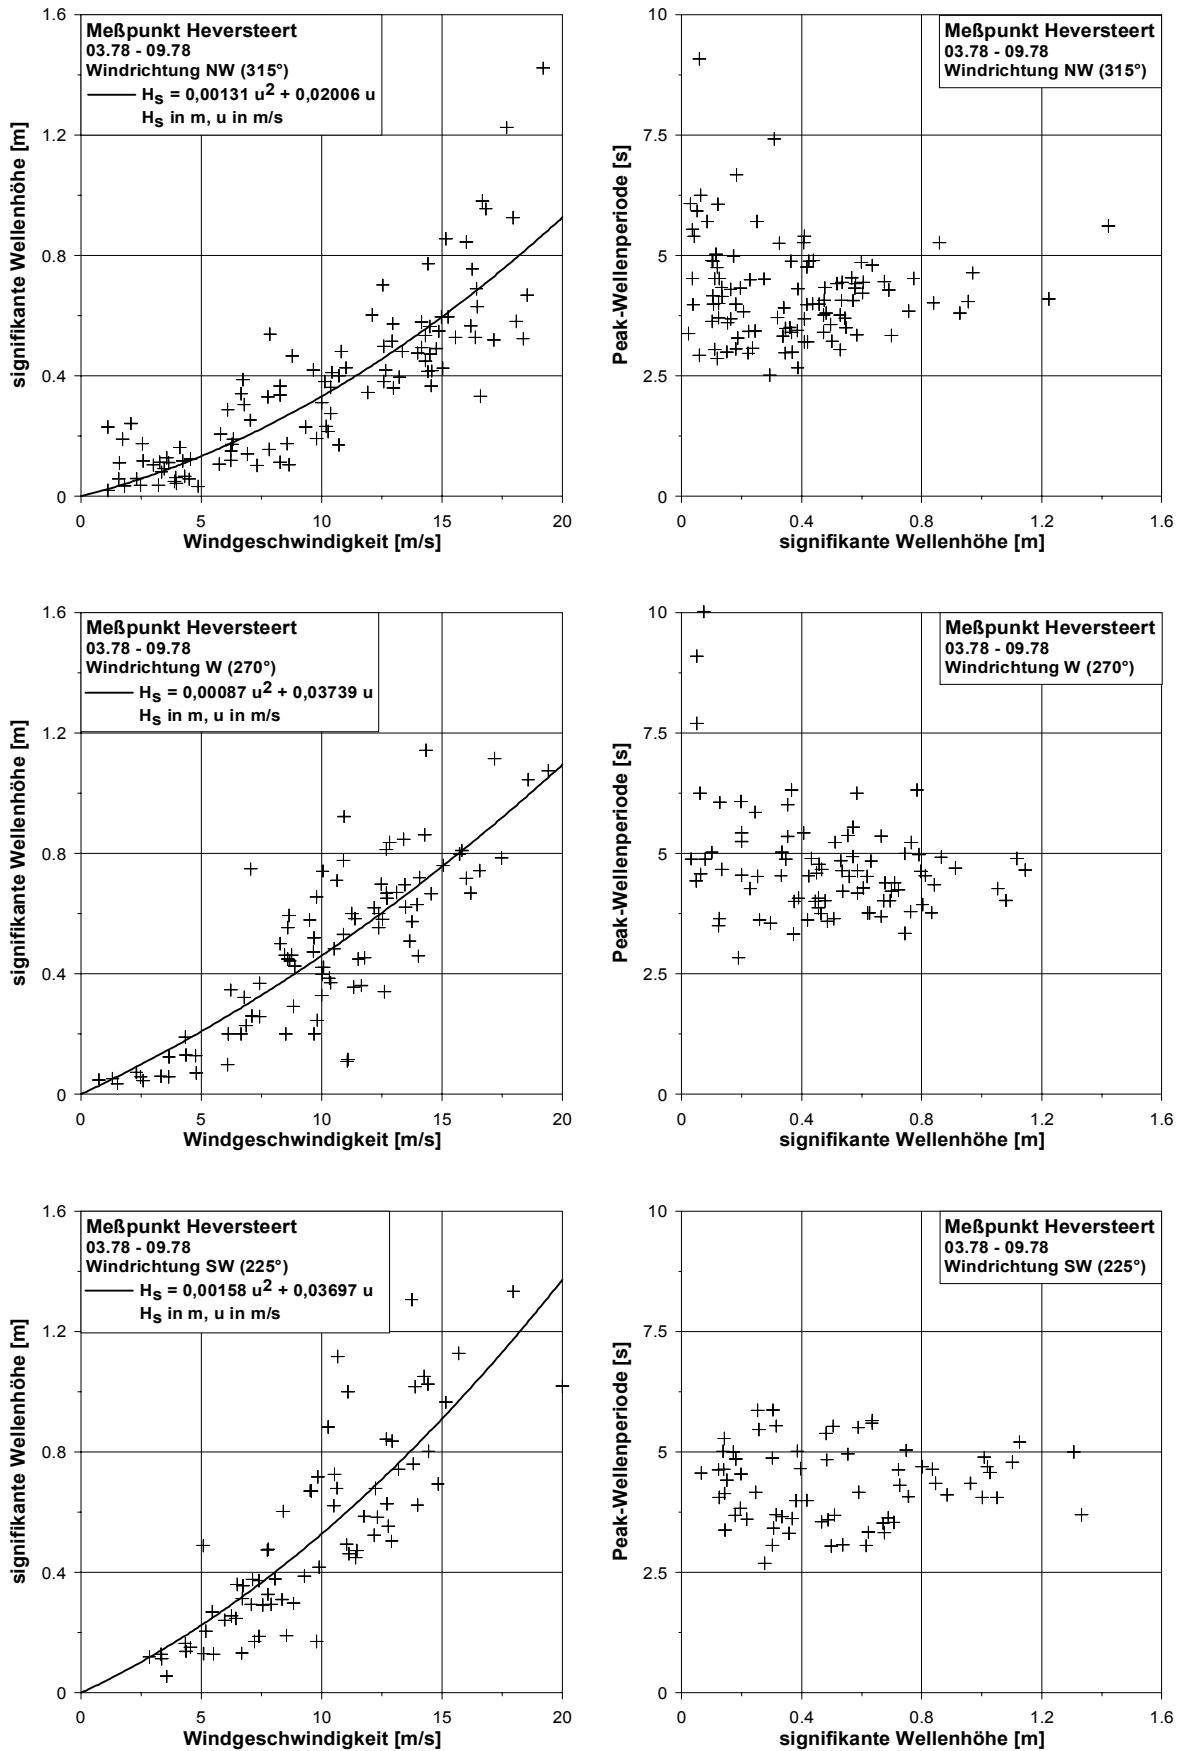 1.6
Meßpunkt Heversteert
03.78 - 09.78
Windrichtung NW (315°)
Hs = 0,00131 u2 + 0,02006 u
Hs in m, u in m/s
1.2
0.8
0.4
0
signifikante Wellenhöhe [m]
0 5 10 15 20
Windgeschwindigkeit [m/s]
10
Meßpunkt Heversteert
03.78 - 09.78
Windrichtung NW (315°)
7.5
5
2.5
0
Peak-Wellenperiode [s]
0 0.4 0.8 1.2 1.6
signifikante Wellenhöhe [m]
1.6
Meßpunkt Heversteert
03.78 - 09.78
Windrichtung W (270°)
Hs = 0,00087 u2 + 0,03739 u
Hs in m, u in m/s
1.2
0.8
0.4
0
signifikante Wellenhöhe [m]
0 5 10 15 20
Windgeschwindigkeit [m/s]
10
Meßpunkt Heversteert
03.78 - 09.78
Windrichtung W (270°)
7.5
5
2.5
0
Peak-Wellenperiode [s]
0 0.4 0.8 1.2 1.6
signifikante Wellenhöhe [m]
1.6
Meßpunkt Heversteert
03.78 - 09.78
Windrichtung SW (225°)
Hs = 0,00158 u2 + 0,03697 u
Hs in m, u in m/s
1.2
0.8
0.4
0
signifikante Wellenhöhe [m]
0 5 10 15 20
Windgeschwindigkeit [m/s]
10
Meßpunkt Heversteert
03.78 - 09.78
Windrichtung SW (225°)
7.5
5
2.5
0
Peak-Wellenperiode [s]
0 0.4 0.8 1.2 1.6
signifikante Wellenhöhe [m]